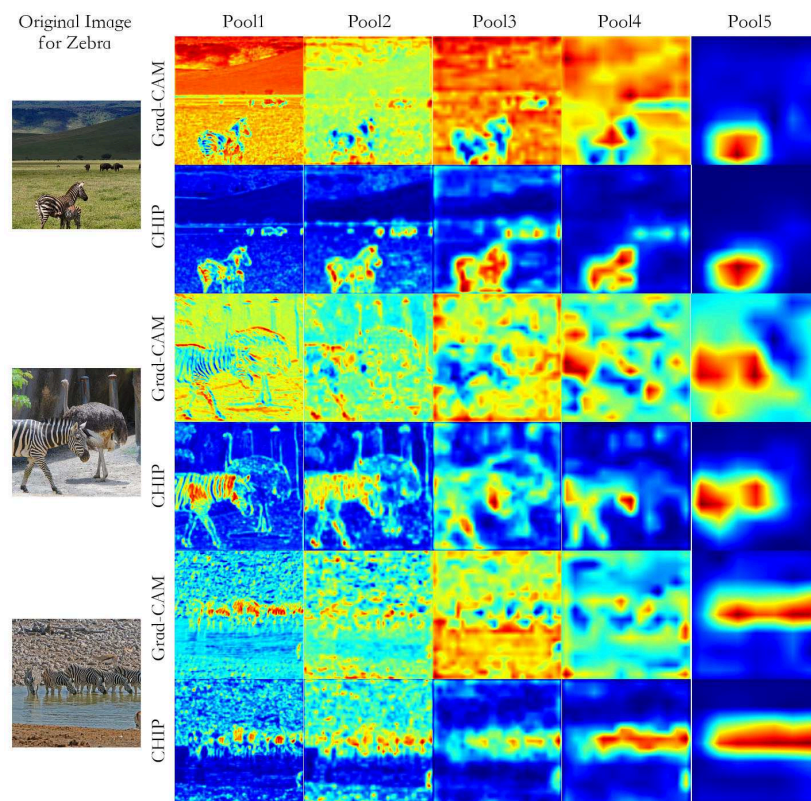 Original Image
for Zebra
Pool1
Pool2
Pool3
Pool4
Pool5
Grad-CAM
CHIP
Grad-CAM
CHIP
Grad-CAM
CHIP